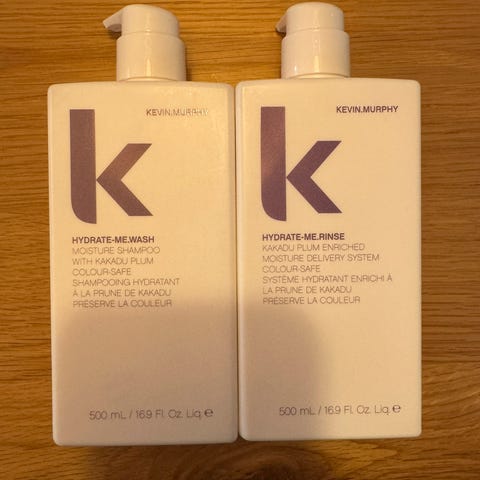 KEVIN.MURPHY
k
HYDRATE-ME.WASH
MOISTURE SHAMPOO
WITH KAKADU PLUM
COLOUR-SAFE
SHAMPOOING HYDRATANT
À LA PRUNE DE KAKADU
PRÉSERVE LA COULEUR
500 mL / 16.9 Fl. Oz. Liq. ℮
KEVIN.MURPHY
k
HYDRATE-ME.RINSE
KAKADU PLUM ENRICHED
MOISTURE DELIVERY SYSTEM
COLOUR-SAFE
SYSTÈME HYDRATANT ENRICHI À
LA PRUNE DE KAKADU
PRÉSERVE LA COULEUR
500 mL / 16.9 Fl. Oz. Liq. ℮